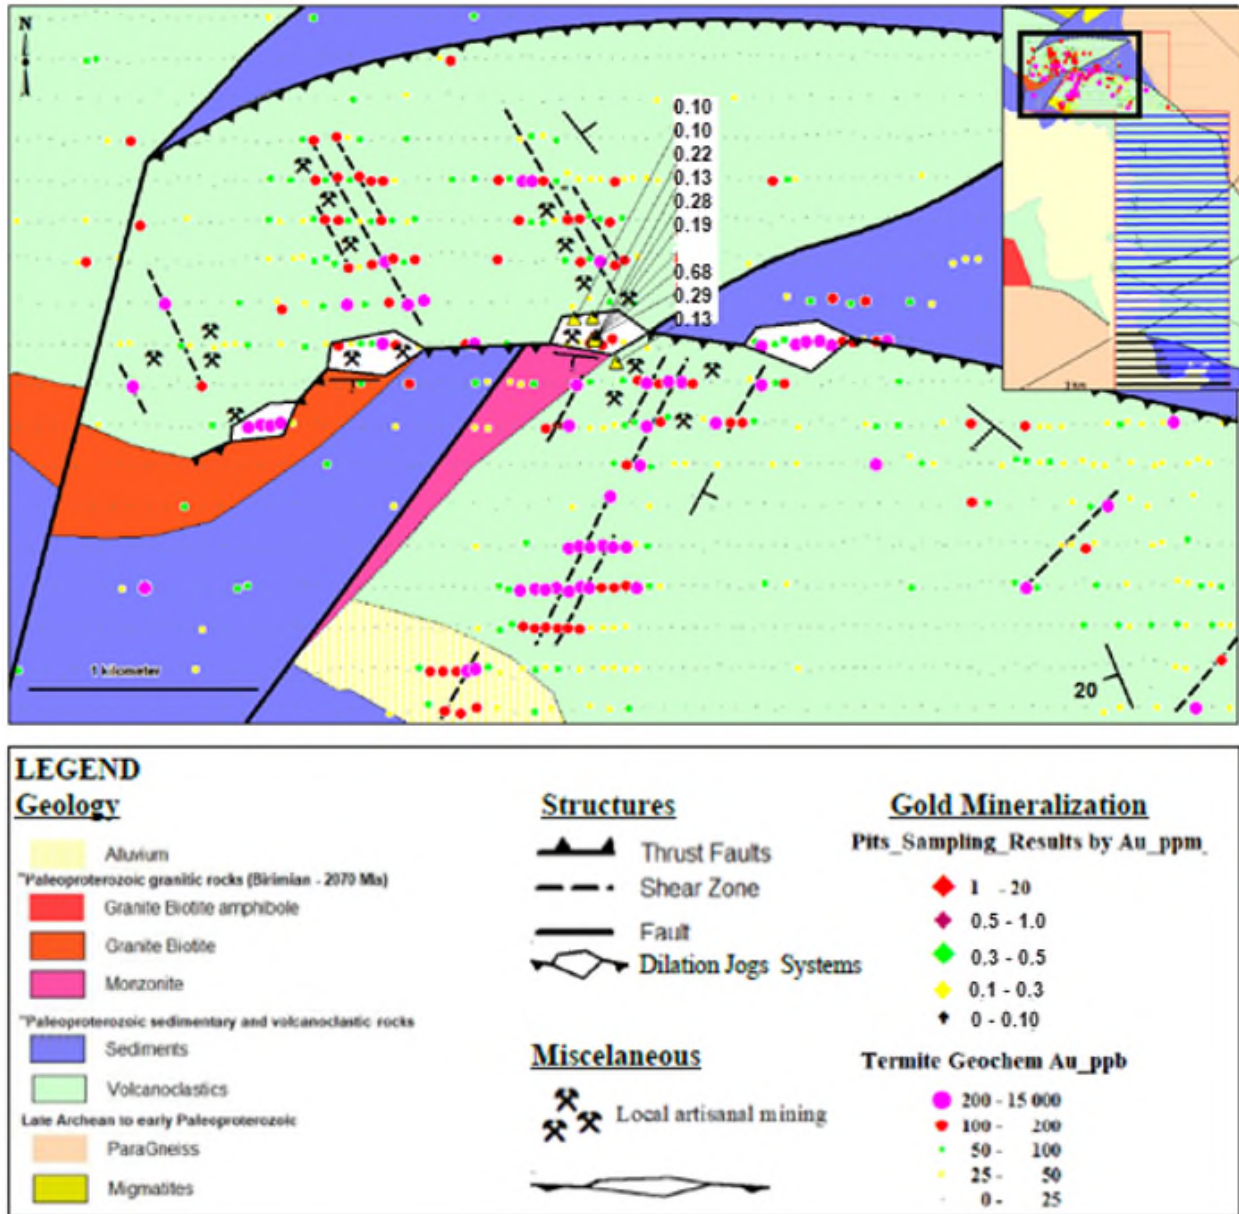 N
0.10
0.10
0.22
0.13
0.28
0.19
0.68
0.29
0.13
1 kilometer
20
LEGEND
Geology
Alluvium
"Paleoproterozoic granitic rocks (Birimian - 2070 Ma)
Granite Biotite amphibole
Granite Biotite
Monzonite
"Paleoproterozoic sedimentary and volcanoclastic rocks
Sediments
Volcanoclastics
Late Archean to early Paleoproterozoic
ParaGneiss
Migmatites
Structures
Thrust Faults
Shear Zone
Fault
Dilation Jogs Systems
Miscelaneous
Local artisanal mining
Gold Mineralization
Pits_Sampling_Results by Au_ppm_
1 - 20
0.5 - 1.0
0.3 - 0.5
0.1 - 0.3
0 - 0.10
Termite Geochem Au_ppb
200 - 15 000
100 - 200
50 - 100
25 - 50
0 - 25